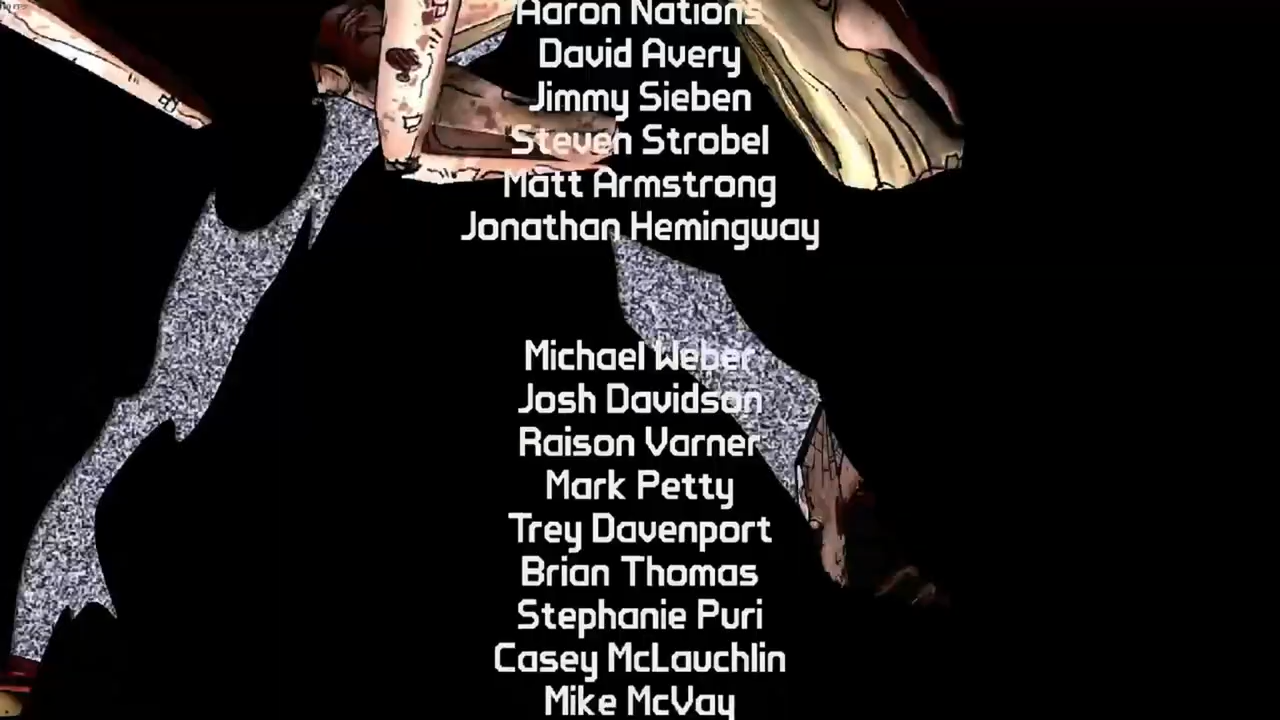 Aaron Nations
David Avery
Jimmy Sieben
Steven Strobel
Matt Armstrong
Jonathan Hemingway
Michael Weber
Josh Davidson
Raison Varner
Mark Petty
Trey Davenport
Brian Thomas
Stephanie Puri
Casey McLauchlin
Mike McVay